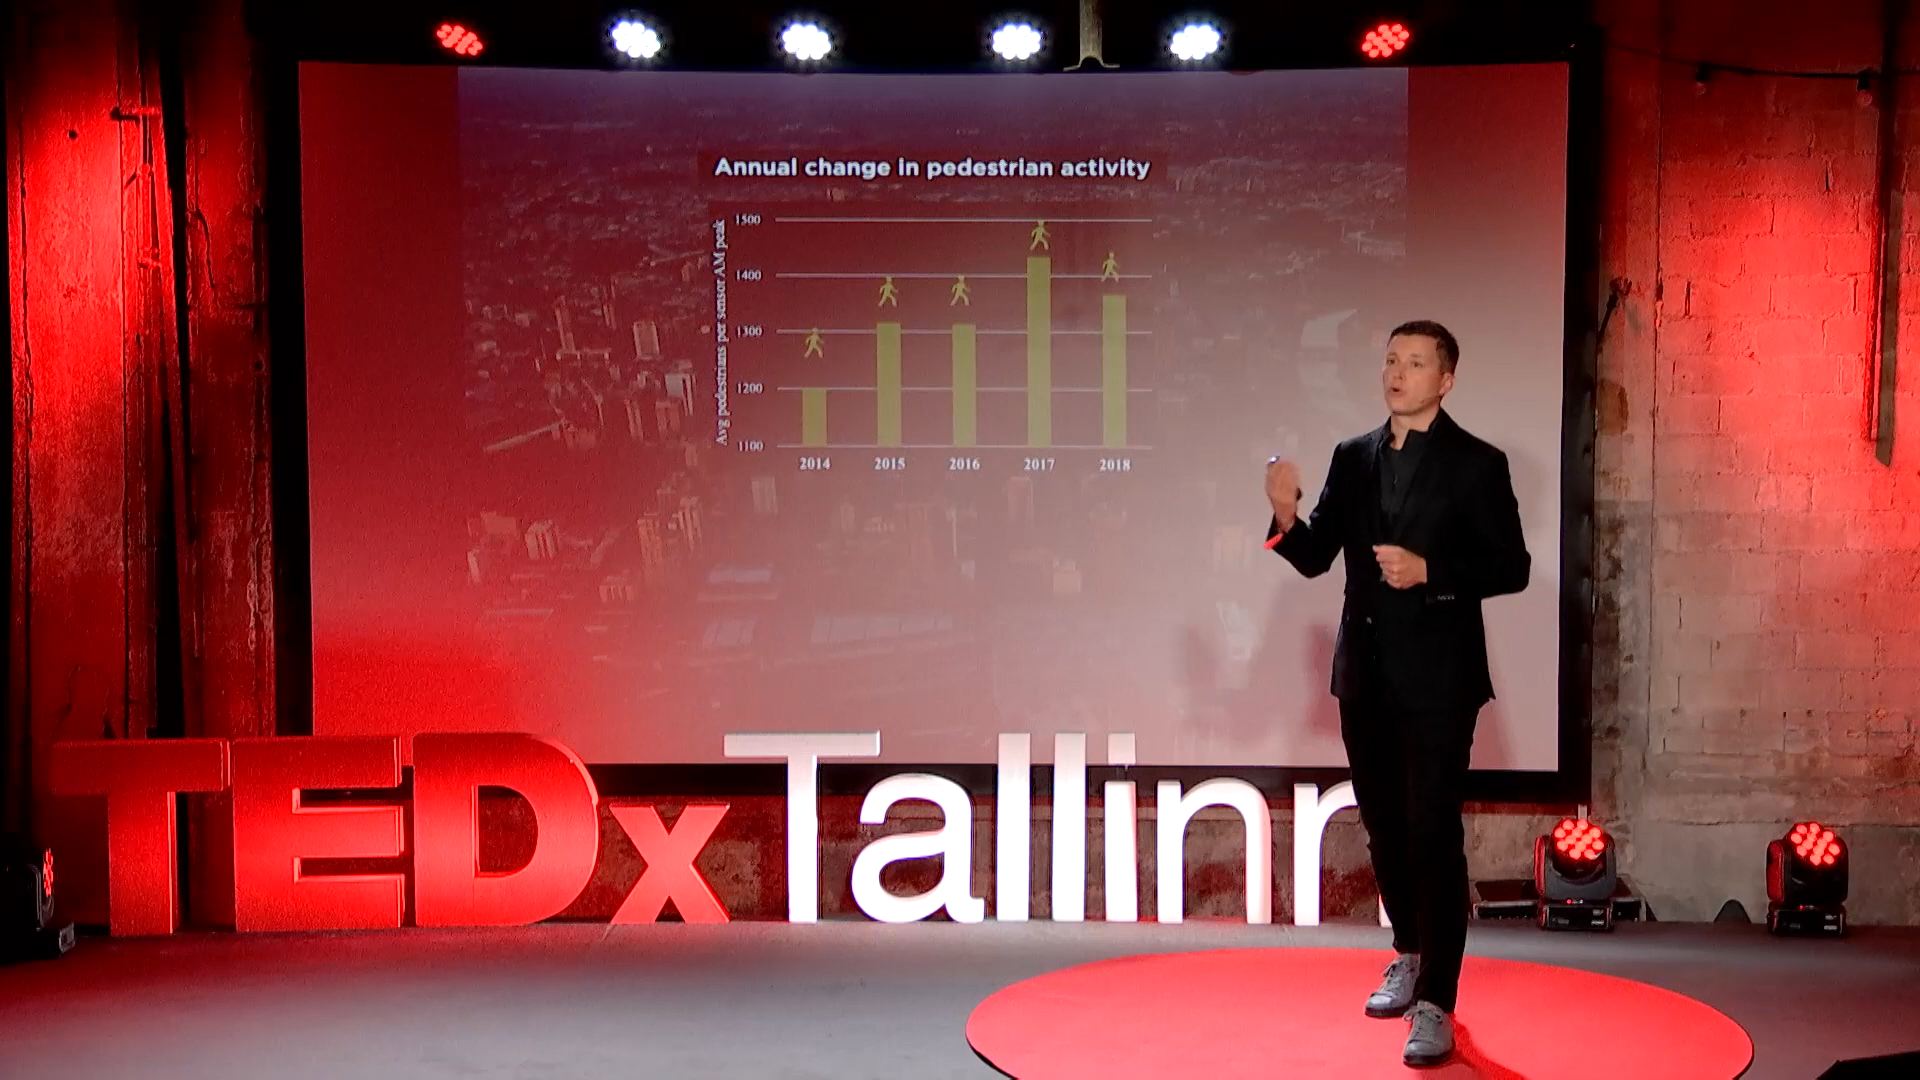 Annual change in pedestrian activity
Avg pedestrians per sensor AM peak
1500
1400
1300
1200
1100
2014 2015 2016 2017 2018
TEDxTallinn